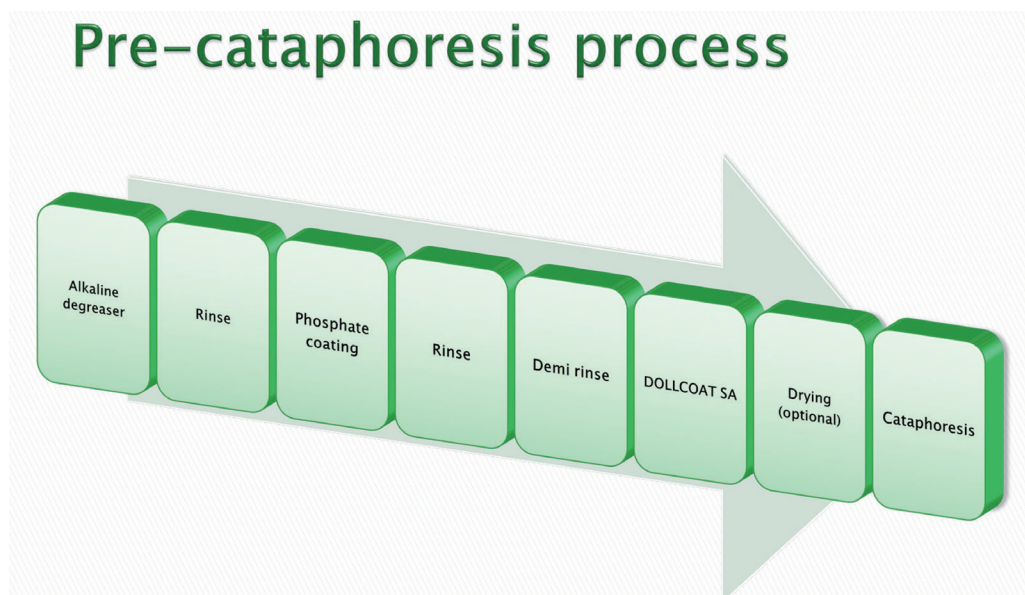 Pre-cataphoresis process
Alkaline
degreaser
Rinse
Phosphate
coating
Rinse
Demi rinse
DOLLCOAT SA
Drying
(optional)
Cataphoresis